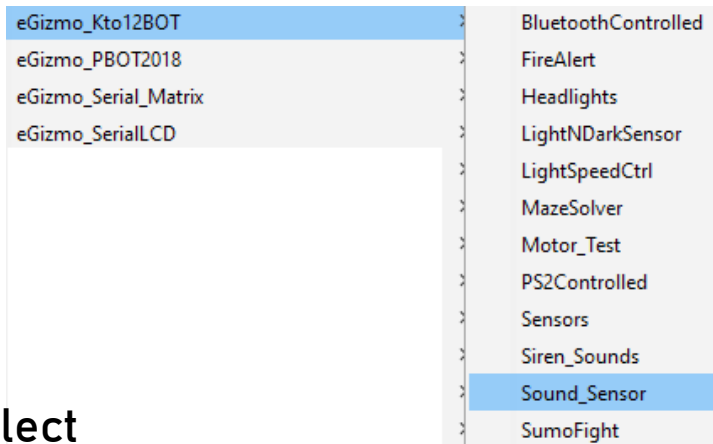 eGizmo_Kto12BOT
eGizmo_PBOT2018
eGizmo_Serial_Matrix
eGizmo_SerialLCD
BluetoothControlled
FireAlert
Headlights
LightNDarkSensor
LightSpeedCtrl
MazeSolver
Motor_Test
PS2Controlled
Sensors
Siren_Sounds
Sound_Sensor
SumoFight
lect